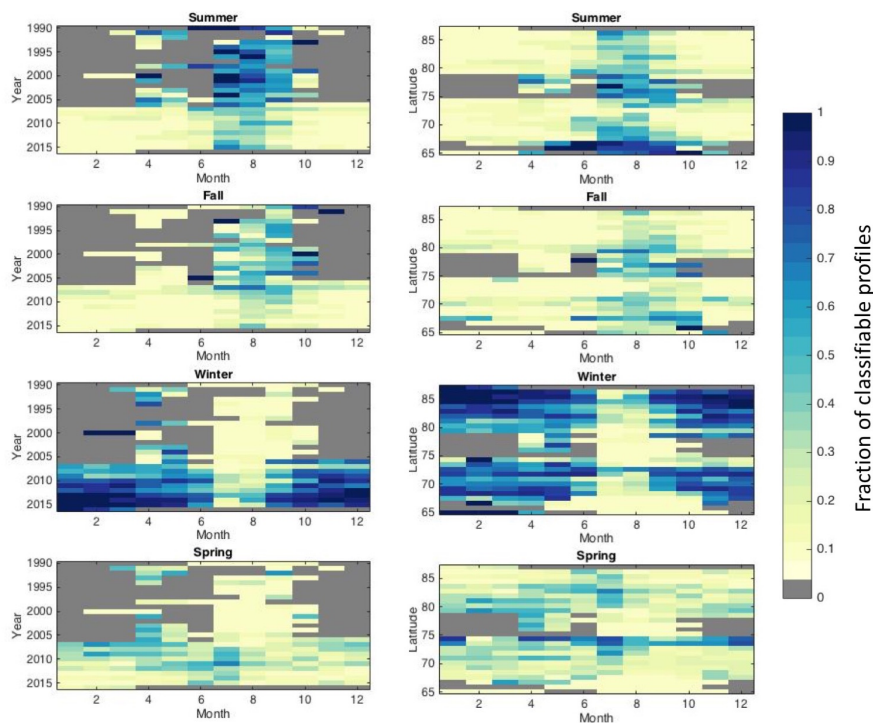 Summer
1990
1995
2000
2005
2010
2015
Year
2 4 6 8 10 12
Month
Summer
85
80
75
70
65
Latitude
2 4 6 8 10 12
Month
Fall
1990
1995
2000
2005
2010
2015
Year
2 4 6 8 10 12
Month
Fall
85
80
75
70
65
Latitude
2 4 6 8 10 12
Month
Winter
1990
1995
2000
2005
2010
2015
Year
2 4 6 8 10 12
Month
Winter
85
80
75
70
65
Latitude
2 4 6 8 10 12
Month
Spring
1990
1995
2000
2005
2010
2015
Year
2 4 6 8 10 12
Month
Spring
85
80
75
70
65
Latitude
2 4 6 8 10 12
Month
1
0.9
0.8
0.7
0.6
0.5
0.4
0.3
0.2
0.1
0
Fraction of classifiable profiles